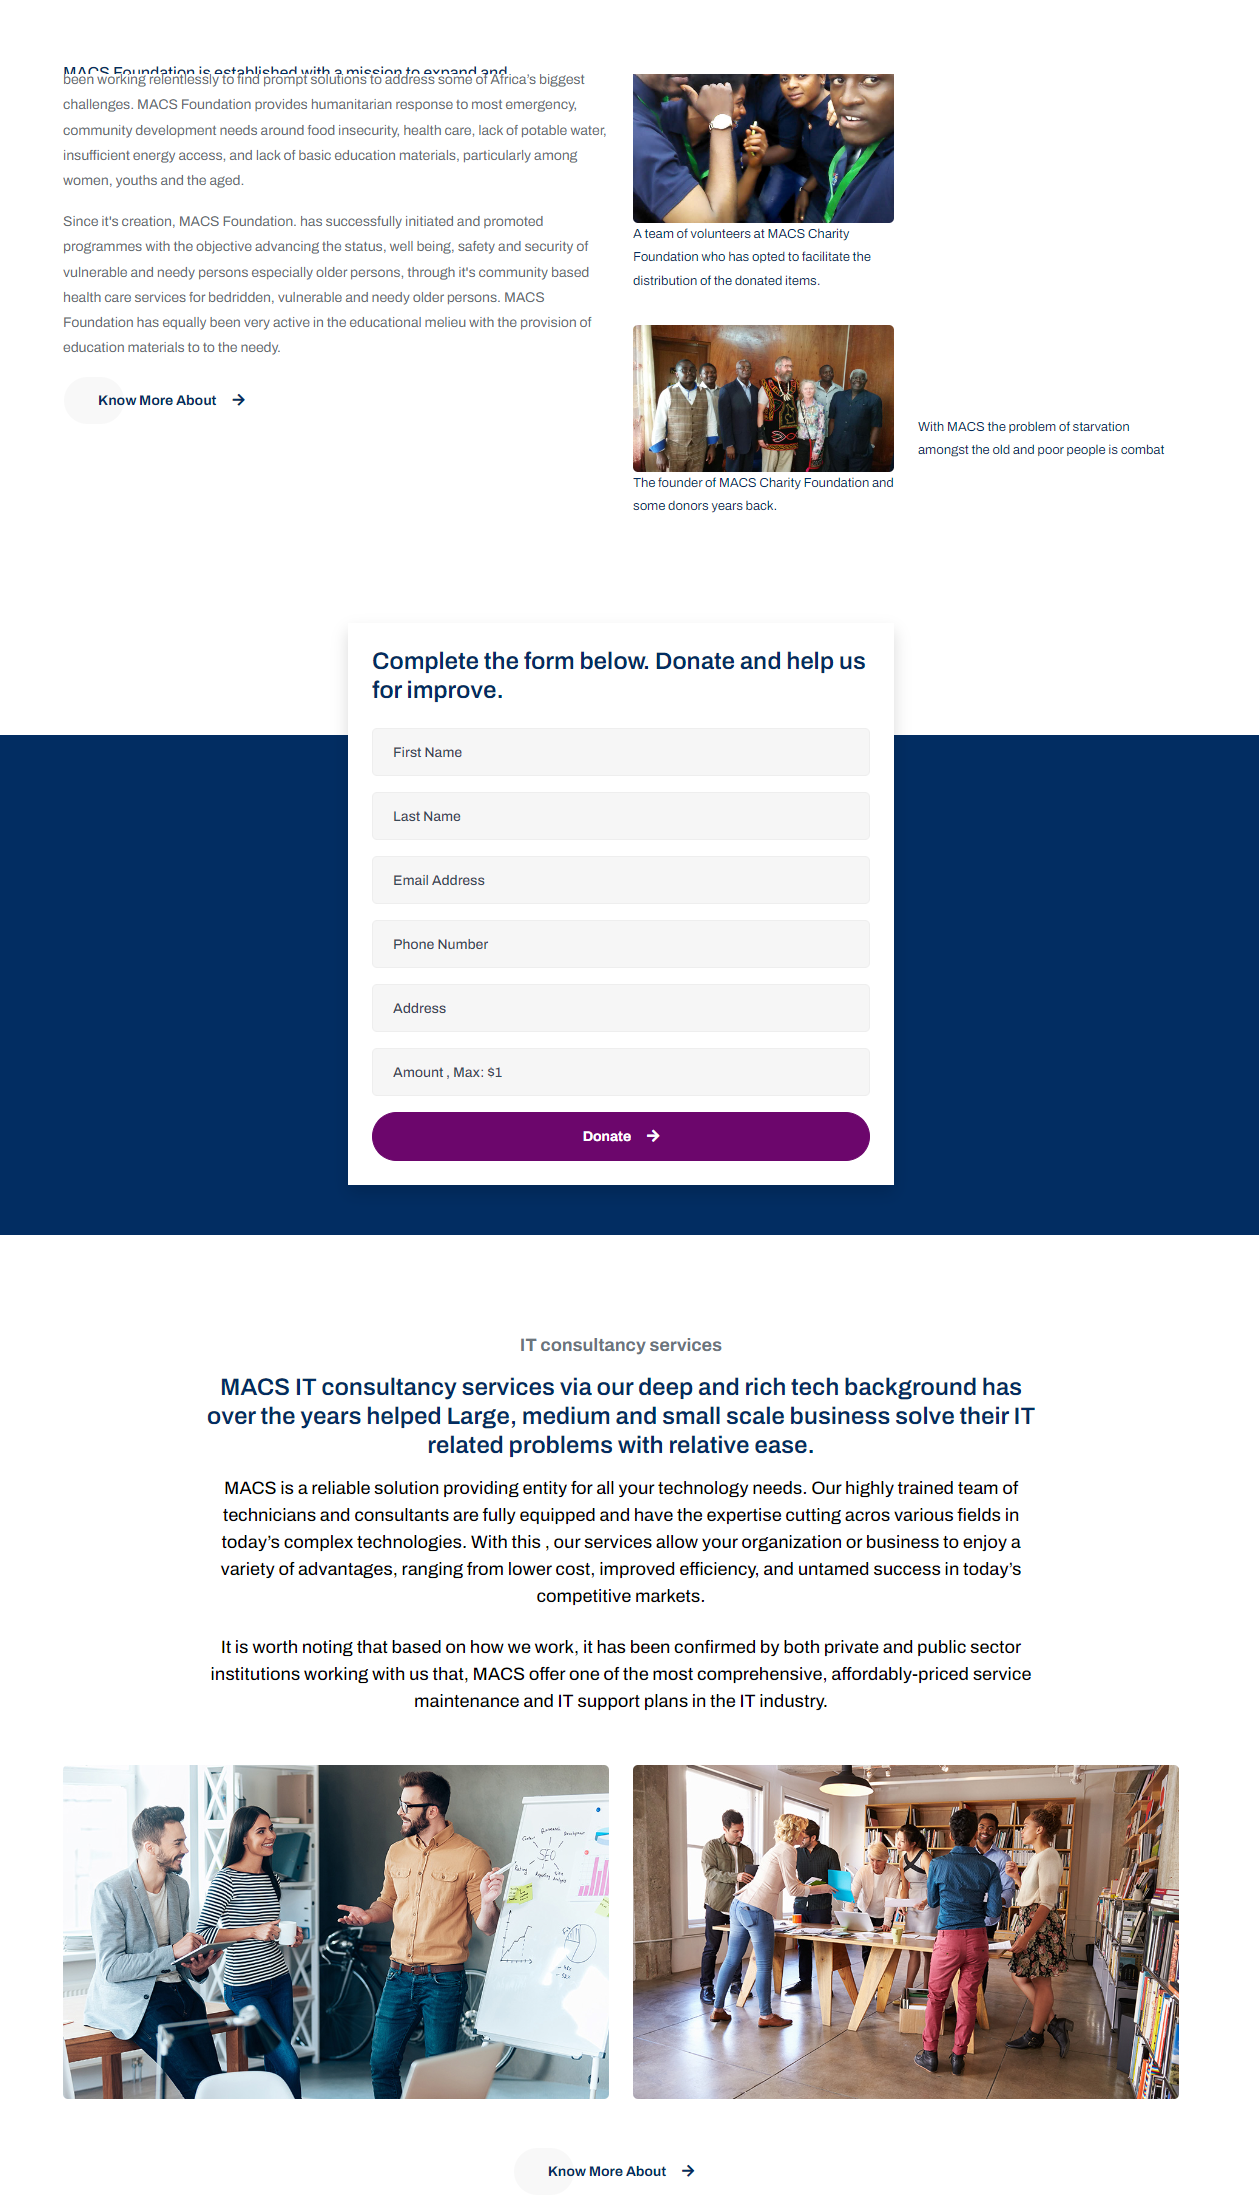 MACS Foundation is established with a mission to expand and
been working relentlessly to find prompt solutions to address some of Africa’s biggest
challenges. MACS Foundation provides humanitarian response to most emergency,
community development needs around food insecurity, health care, lack of potable water,
insufficient energy access, and lack of basic education materials, particularly among
women, youths and the aged.
Since it's creation, MACS Foundation. has successfully initiated and promoted
programmes with the objective advancing the status, well being, safety and security of
vulnerable and needy persons especially older persons, through it's community based
health care services for bedridden, vulnerable and needy older persons. MACS
Foundation has equally been very active in the educational melieu with the provision of
education materials to to the needy.
Know More About
A team of volunteers at MACS Charity
Foundation who has opted to facilitate the
distribution of the donated items.
The founder of MACS Charity Foundation and
some donors years back.
With MACS the problem of starvation
amongst the old and poor people is combat
Complete the form below. Donate and help us
for improve.
First Name
Last Name
Email Address
Phone Number
Address
Amount , Max: $1
Donate
IT consultancy services
MACS IT consultancy services via our deep and rich tech background has
over the years helped Large, medium and small scale business solve their IT
related problems with relative ease.
MACS is a reliable solution providing entity for all your technology needs. Our highly trained team of
technicians and consultants are fully equipped and have the expertise cutting acros various fields in
today’s complex technologies. With this , our services allow your organization or business to enjoy a
variety of advantages, ranging from lower cost, improved efficiency, and untamed success in today’s
competitive markets.
It is worth noting that based on how we work, it has been confirmed by both private and public sector
institutions working with us that, MACS offer one of the most comprehensive, affordably-priced service
maintenance and IT support plans in the IT industry.
SEO
Know More About